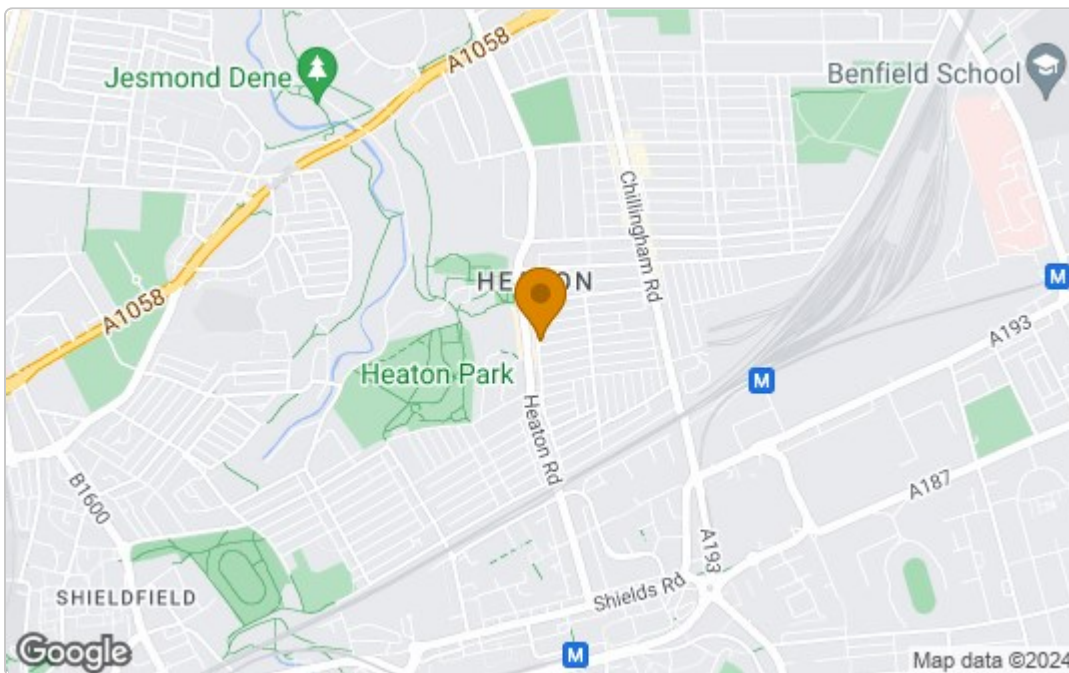 A1058
Jesmond Dene
Benfield School
Chillingham Rd
HEATON
M
A1058
A193
Heaton Park
M
Heaton Rd
B1600
A187
A193
SHIELDFIELD
Shields Rd
M
Google
Map data ©2024